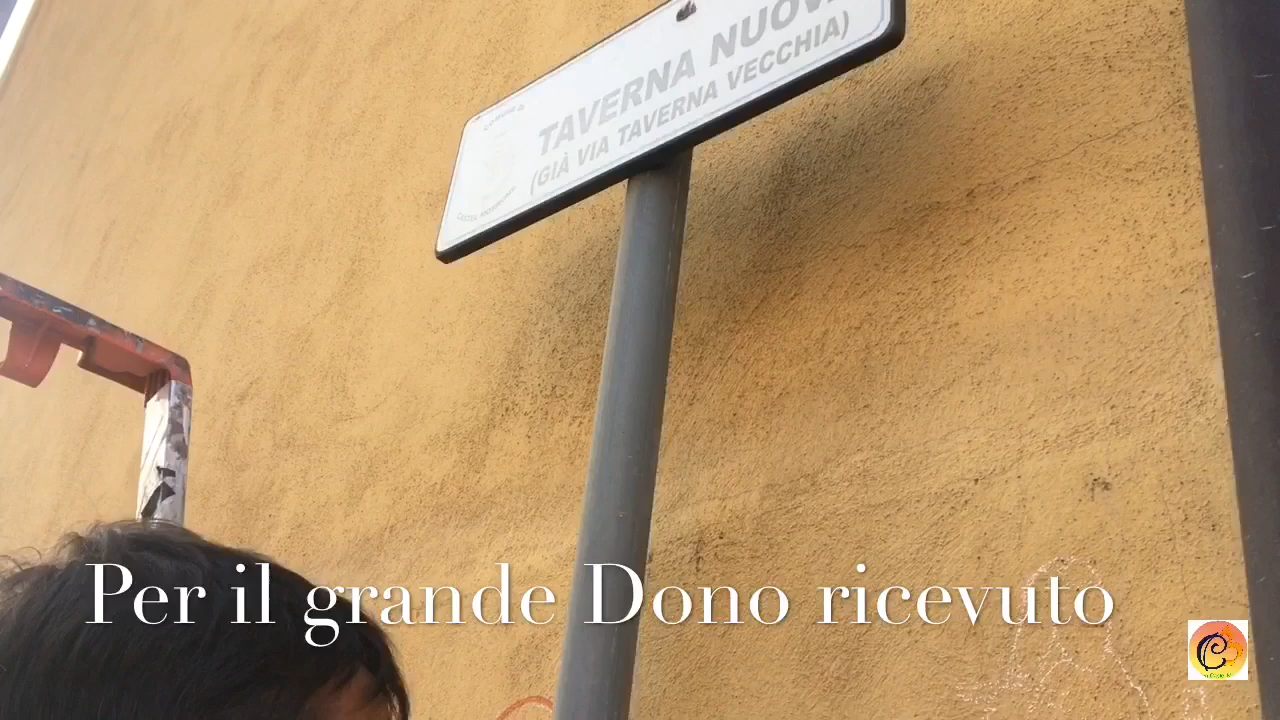 TAVERNA NUOV
(GIÀ VIA TAVERNA VECCHIA)
Per il grande Dono ricevuto